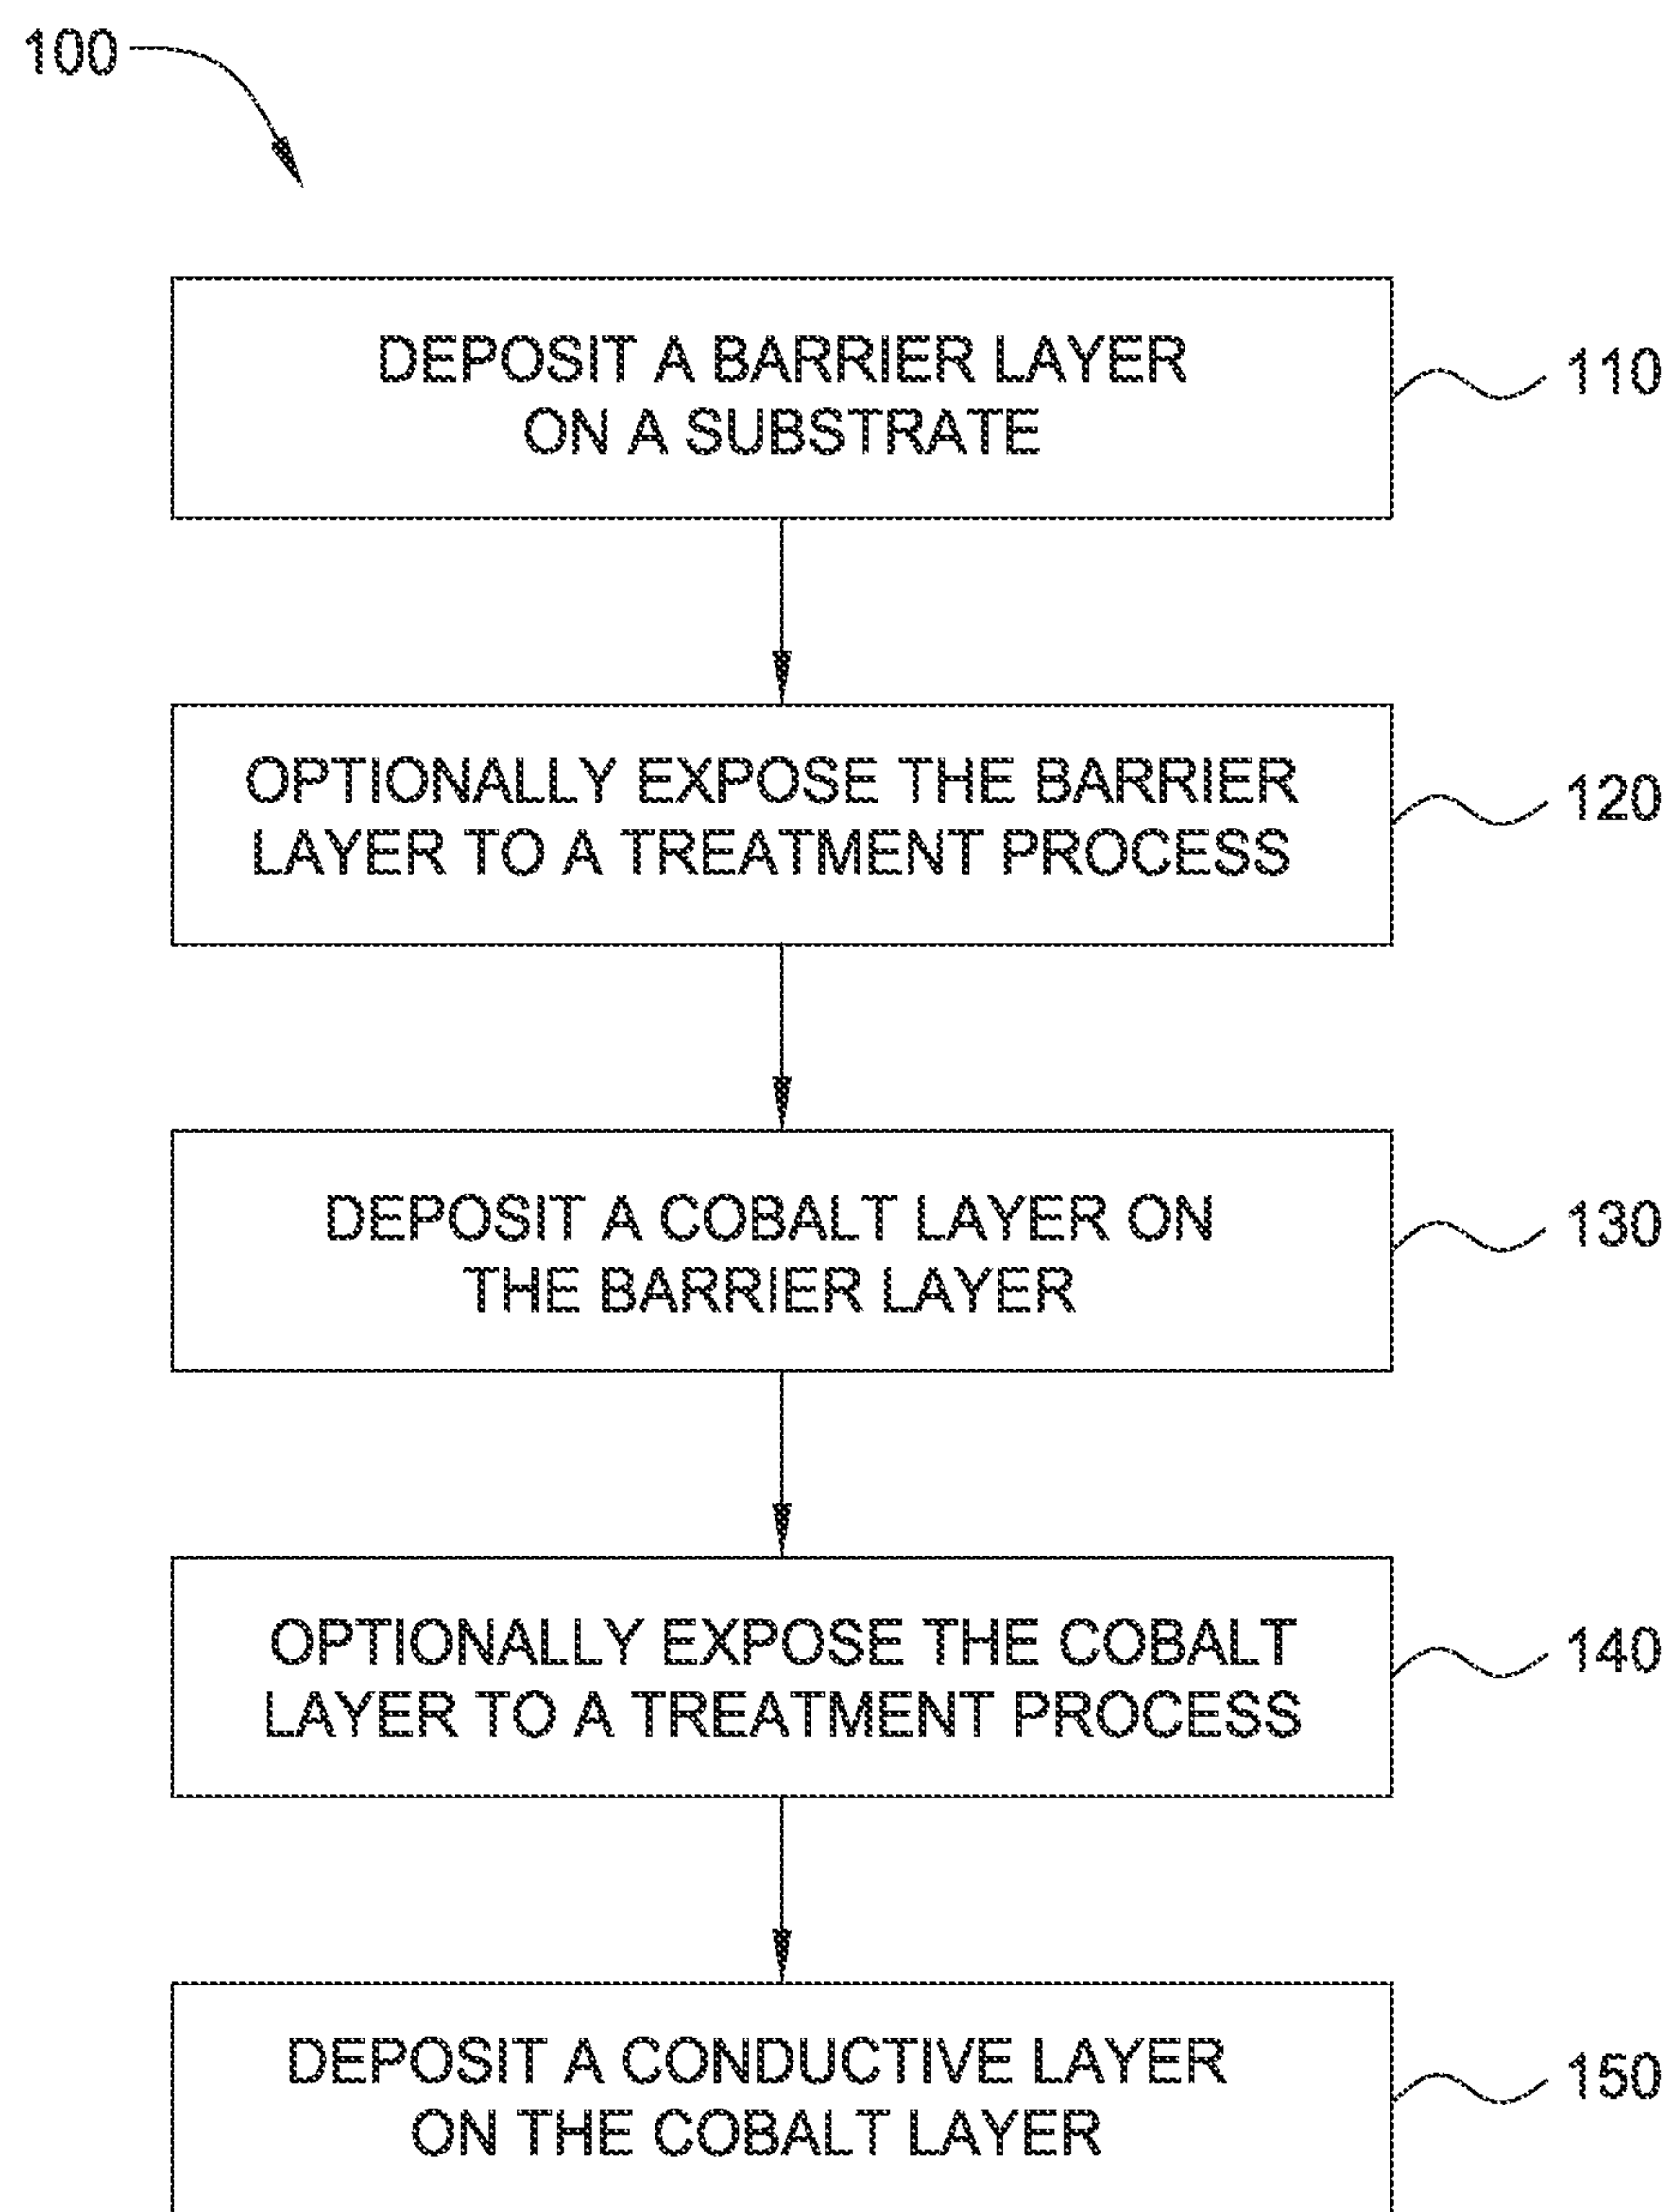 100
DEPOSIT A BARRIER LAYER
ON A SUBSTRATE
110
OPTIONALLY EXPOSE THE BARRIER
LAYER TO A TREATMENT PROCESS
120
DEPOSIT A COBALT LAYER ON
THE BARRIER LAYER
130
OPTIONALLY EXPOSE THE COBALT
LAYER TO A TREATMENT PROCESS
140
DEPOSIT A CONDUCTIVE LAYER
ON THE COBALT LAYER
150